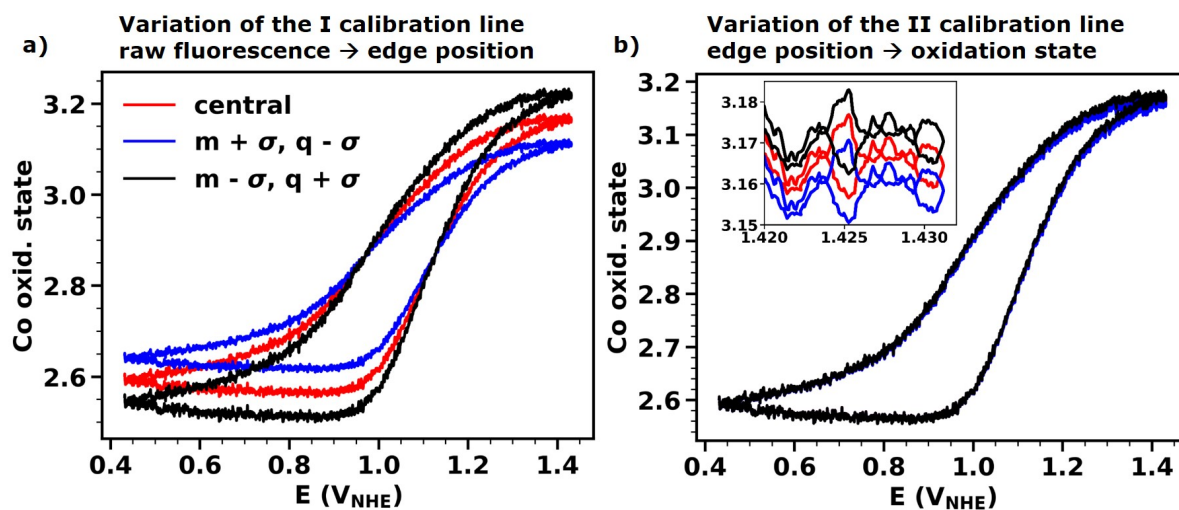 a)
Variation of the I calibration line
raw fluorescence → edge position
central
m + σ, q - σ
m - σ, q + σ
3.2
3.0
2.8
2.6
Co oxid. state
0.4 0.6 0.8 1.0 1.2 1.4
E (V_NHE)
b)
Variation of the II calibration line
edge position → oxidation state
3.18
3.17
3.16
3.15
1.420 1.425 1.430
3.2
3.1
3.0
2.9
2.8
2.7
2.6
Co oxid. state
0.4 0.6 0.8 1.0 1.2 1.4
E (V_NHE)